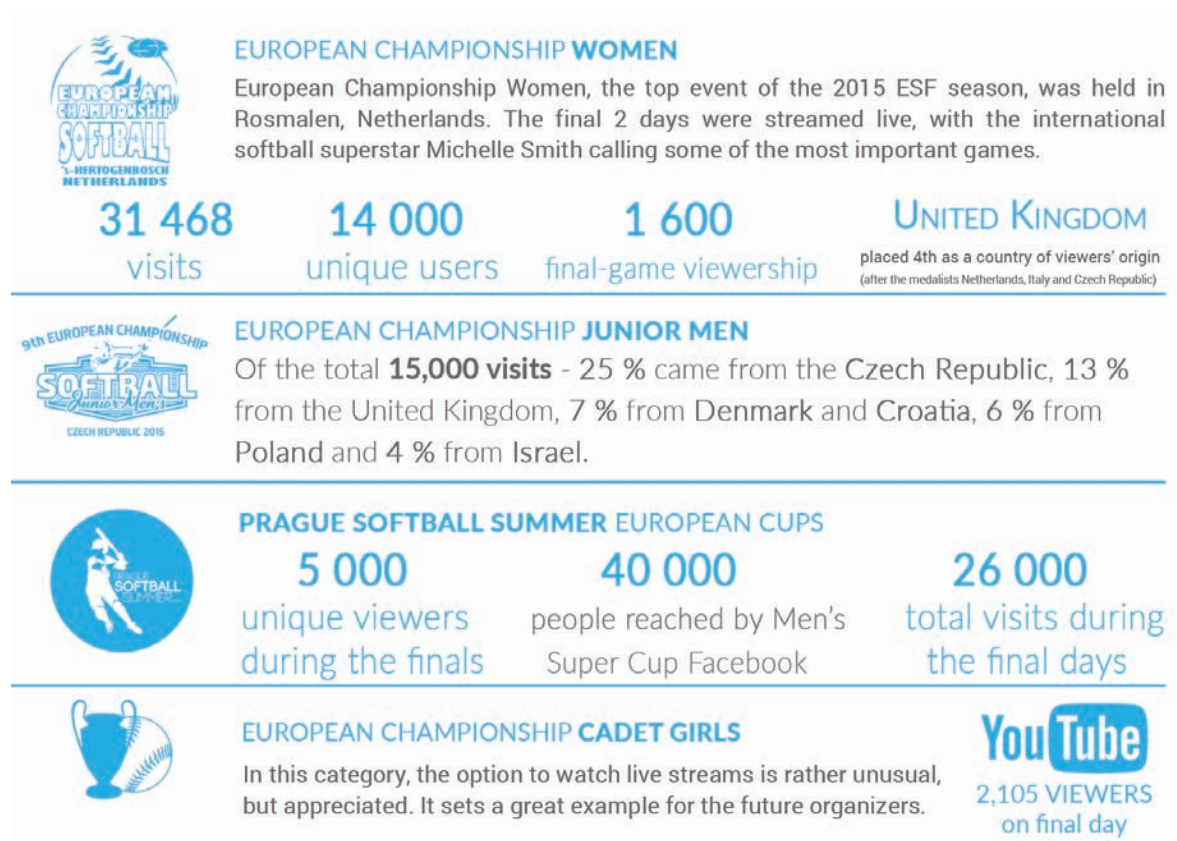 EUROPEAN CHAMPIONSHIP SOFTBALL
'S-HERTOGENBOSCH
NETHERLANDS
EUROPEAN CHAMPIONSHIP WOMEN
European Championship Women, the top event of the 2015 ESF season, was held in
Rosmalen, Netherlands. The final 2 days were streamed live, with the international
softball superstar Michelle Smith calling some of the most important games.
31 468
visits
14 000
unique users
1 600
final-game viewership
UNITED KINGDOM
placed 4th as a country of viewers' origin
(after the medalists Netherlands, Italy and Czech Republic)
9th EUROPEAN CHAMPIONSHIP
SOFTBALL
Junior Men's
CZECH REPUBLIC 2015
EUROPEAN CHAMPIONSHIP JUNIOR MEN
Of the total 15,000 visits - 25 % came from the Czech Republic, 13 %
from the United Kingdom, 7 % from Denmark and Croatia, 6 % from
Poland and 4 % from Israel.
PRAGUE
SOFTBALL
SUMMER
PRAGUE SOFTBALL SUMMER EUROPEAN CUPS
5 000
unique viewers
during the finals
40 000
people reached by Men's
Super Cup Facebook
26 000
total visits during
the final days
EUROPEAN CHAMPIONSHIP CADET GIRLS
In this category, the option to watch live streams is rather unusual,
but appreciated. It sets a great example for the future organizers.
YouTube
2,105 VIEWERS
on final day